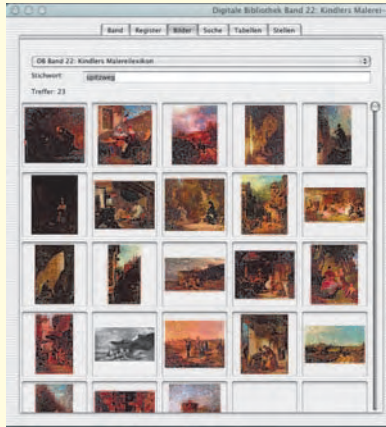 Digitale Bibliothek Band 22: Kindlers Malerei
Band Register Bilder Suche Tabellen Stellen
DB Band 22: Kindlers Malereilexikon
Stichwort: spitzweg
Treffer: 23